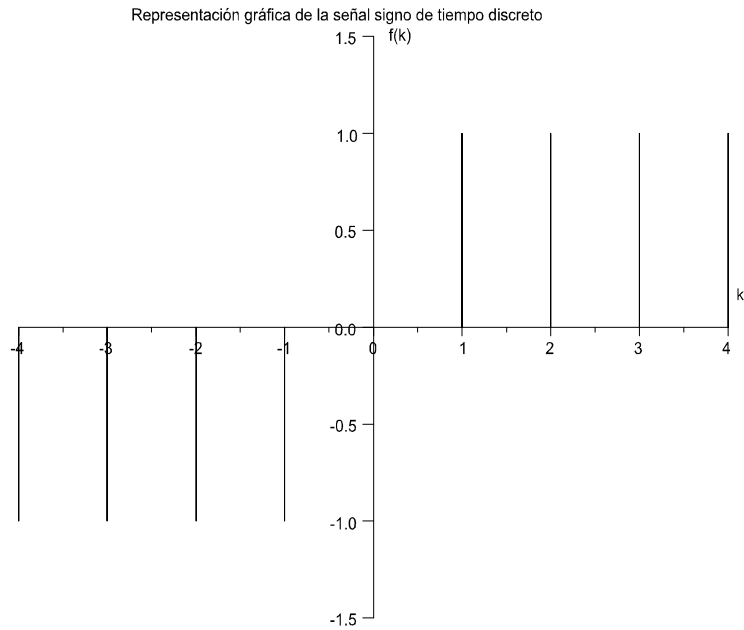 Representación gráfica de la señal signo de tiempo discreto
f(k)
1.5
1.0
0.5
k
0.0
-4 -3 -2 -1 0 1 2 3 4
-0.5
-1.0
-1.5